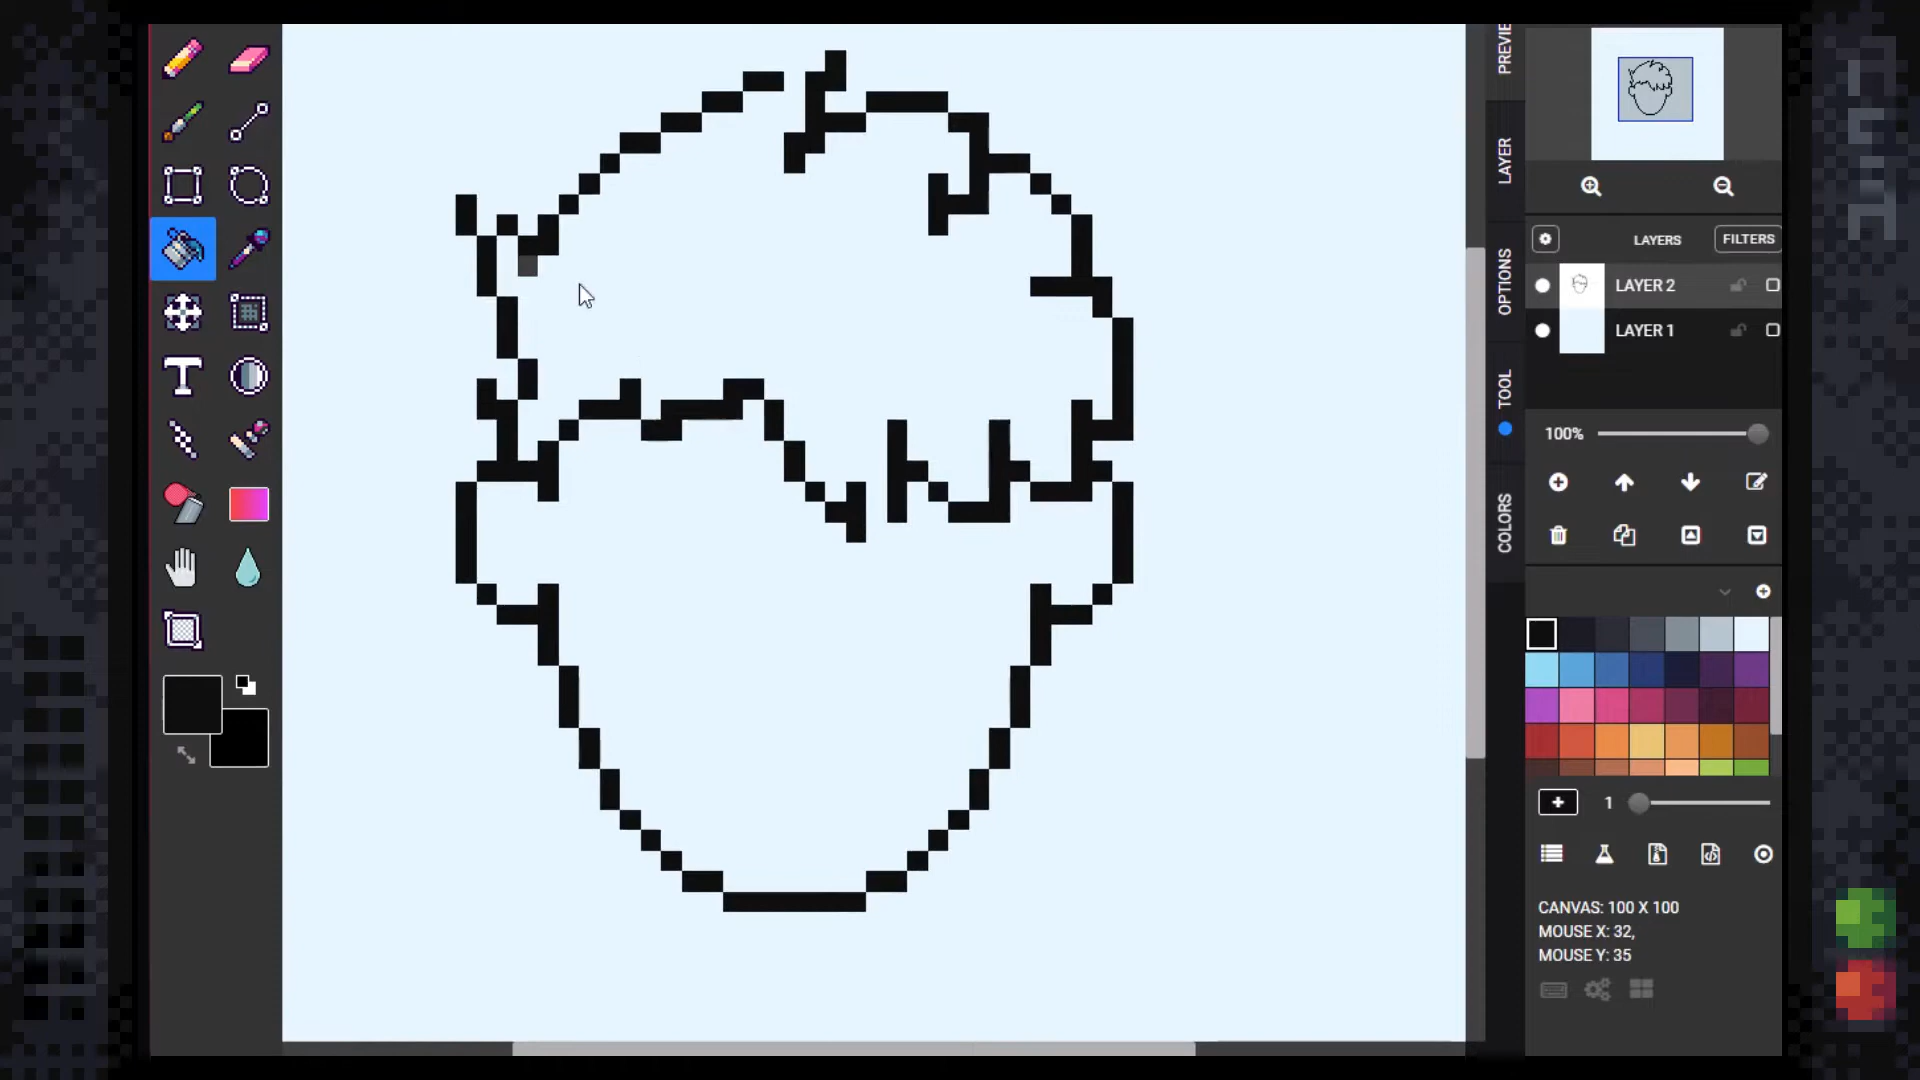 PREVIE
LAYER
OPTIONS
TOOL
COLORS
LAYERS
FILTERS
LAYER 2
LAYER 1
100%
1
CANVAS: 100 X 100
MOUSE X: 32,
MOUSE Y: 35